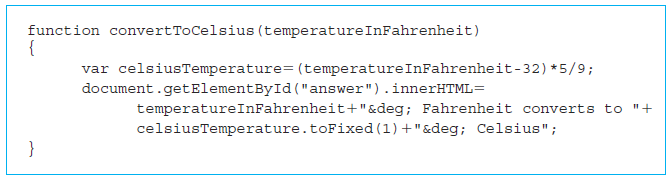 function convertToCelsius(temperatureInFahrenheit)
{
var celsiusTemperature=(temperatureInFahrenheit-32)*5/9;
document.getElementById("answer").innerHTML=
temperatureInFahrenheit+"&deg; Fahrenheit converts to "+
celsiusTemperature.toFixed(1)+"&deg; Celsius";
}